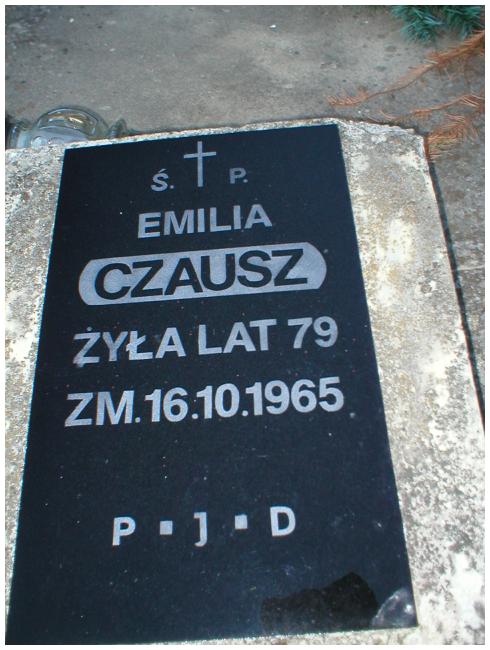 Ś. P.
EMILIA
CZAUSZ
ŻYŁA LAT 79
ZM. 16.10.1965
P ▪ J ▪ D